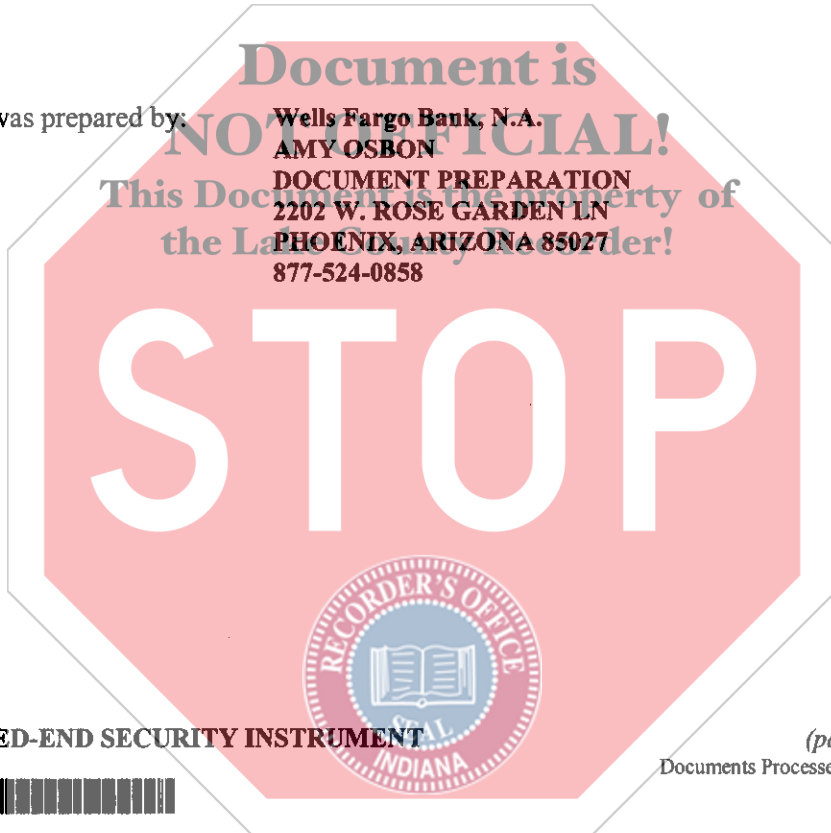 Document is
was prepared by: Wells Fargo Bank, N.A.
NOT OFFICIAL!
AMY OSBON
DOCUMENT PREPARATION
This Document is the property of
2202 W. ROSE GARDEN LN
the Lake County Recorder!
PHOENIX, ARIZONA 85027
877-524-0858
STOP
RECORDER'S OFFICE
SEAL
INDIANA
ED-END SECURITY INSTRUMENT
Documents Processe